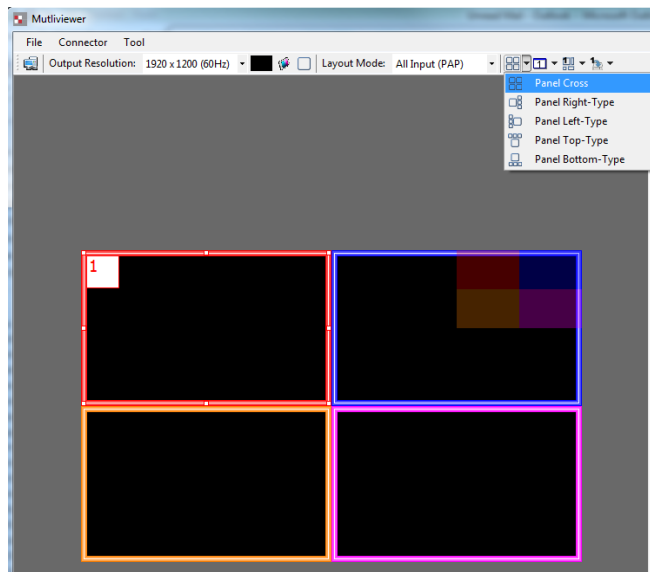 Mutliviewer
File Connector Tool
Output Resolution: 1920 x 1200 (60Hz) Layout Mode: All Input (PAP) 1
Panel Cross
Panel Right-Type
Panel Left-Type
Panel Top-Type
Panel Bottom-Type
1